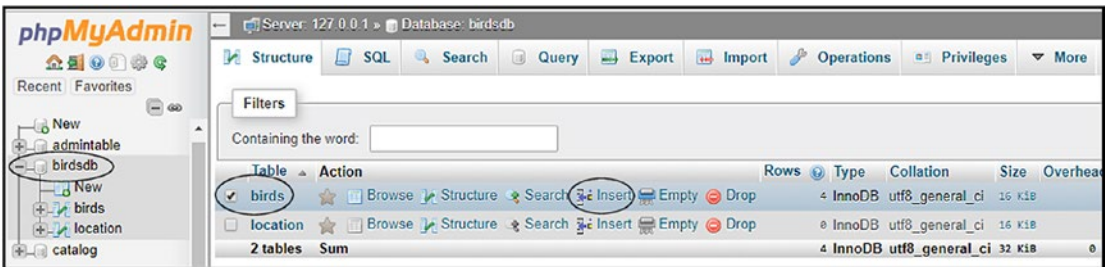 phpMyAdmin
Recent Favorites
New
admintable
birdsdb
New
birds
location
catalog
Server: 127.0.0.1 » Database: birdsdb
Structure SQL Search Query Export Import Operations Privileges More
Filters
Containing the word:
Table Action Rows Type Collation Size Overhead
birds Browse Structure Search Insert Empty Drop 4 InnoDB utf8_general_ci 16 KiB
location Browse Structure Search Insert Empty Drop 0 InnoDB utf8_general_ci 16 KiB
2 tables Sum 4 InnoDB utf8_general_ci 32 KiB 0